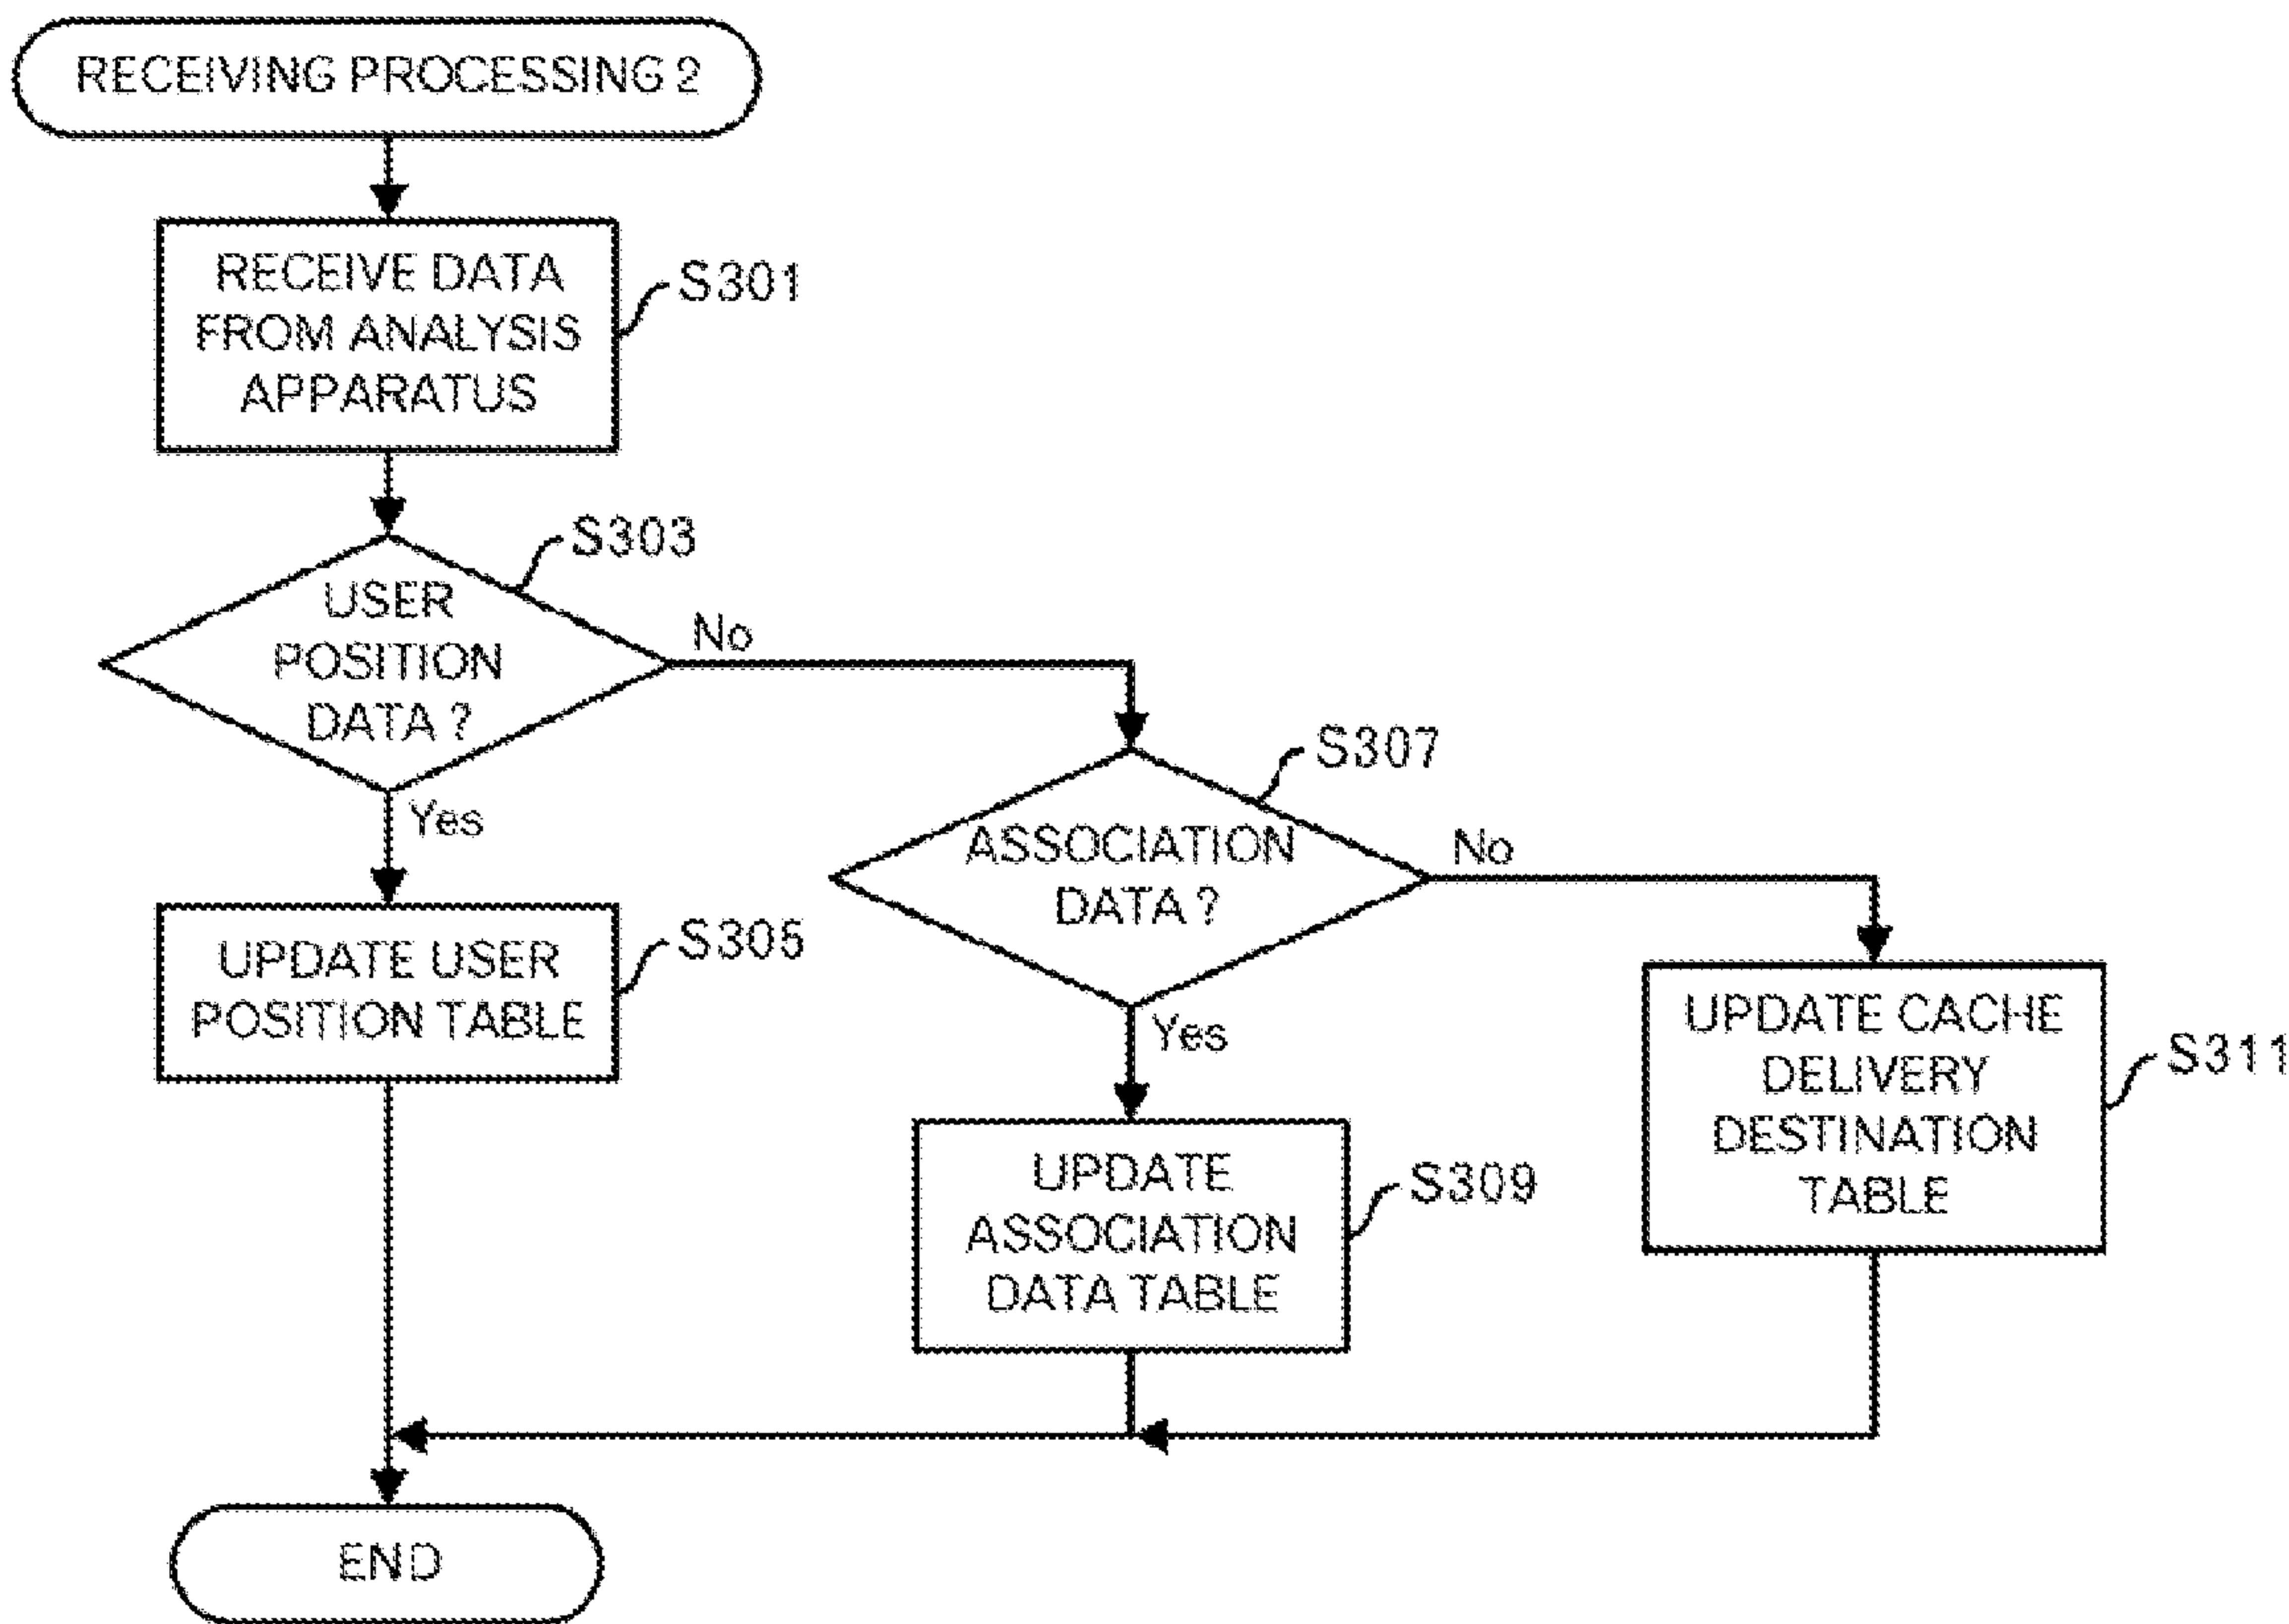 RECEIVING PROCESSING 2
RECEIVE DATA
FROM ANALYSIS
APPARATUS
S301
S303
USER
POSITION
DATA ?
No
Yes
S307
ASSOCIATION
DATA ?
No
Yes
UPDATE USER
POSITION TABLE
S305
UPDATE CACHE
DELIVERY
DESTINATION
TABLE
S311
UPDATE
ASSOCIATION
DATA TABLE
S309
END